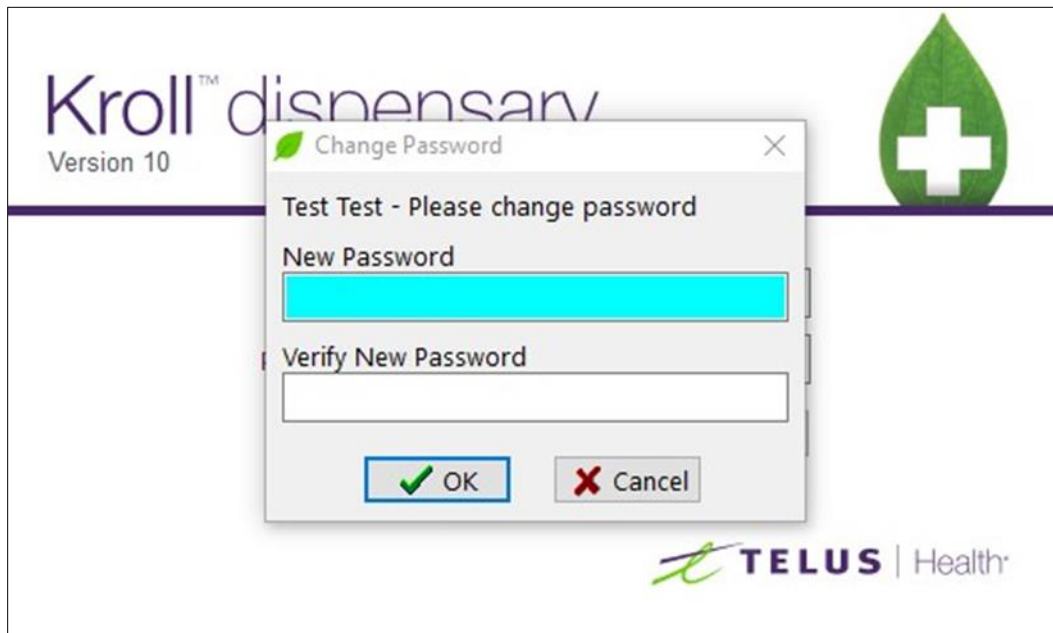 Kroll™ dispensary
Version 10
Change Password
Test Test - Please change password
New Password
Verify New Password
OK
Cancel
TELUS | Health